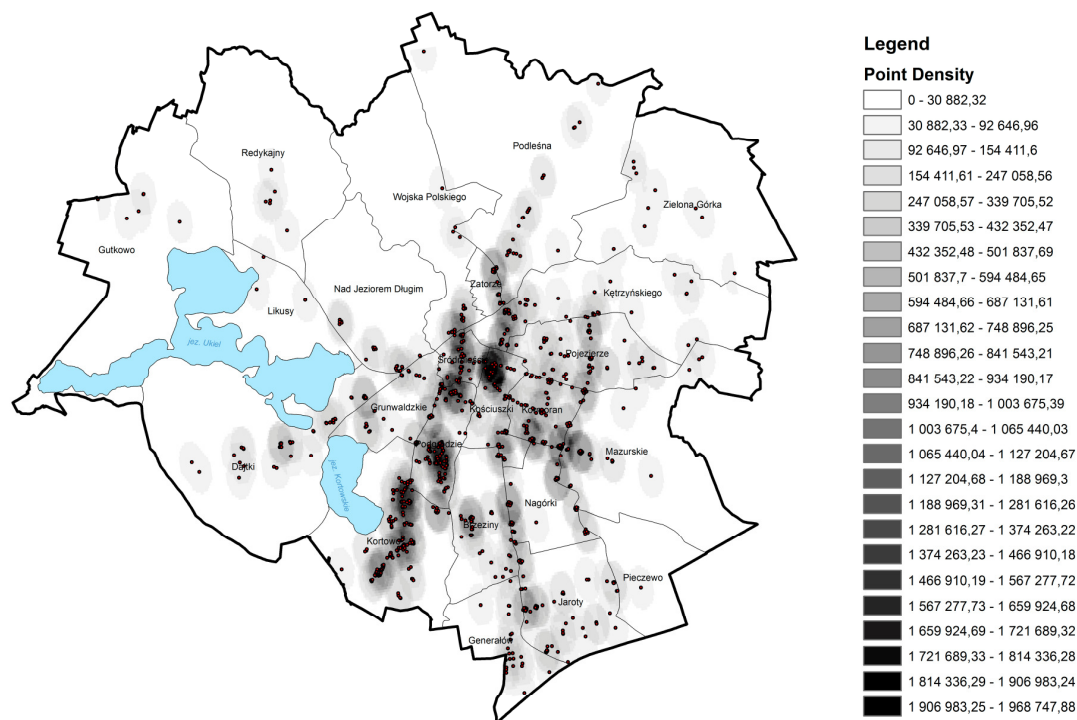 Legend
Point Density
0 - 30 882,32
30 882,33 - 92 646,96
92 646,97 - 154 411,6
154 411,61 - 247 058,56
247 058,57 - 339 705,52
339 705,53 - 432 352,47
432 352,48 - 501 837,69
501 837,7 - 594 484,65
594 484,66 - 687 131,61
687 131,62 - 748 896,25
748 896,26 - 841 543,21
841 543,22 - 934 190,17
934 190,18 - 1 003 675,39
1 003 675,4 - 1 065 440,03
1 065 440,04 - 1 127 204,67
1 127 204,68 - 1 188 969,3
1 188 969,31 - 1 281 616,26
1 281 616,27 - 1 374 263,22
1 374 263,23 - 1 466 910,18
1 466 910,19 - 1 567 277,72
1 567 277,73 - 1 659 924,68
1 659 924,69 - 1 721 689,32
1 721 689,33 - 1 814 336,28
1 814 336,29 - 1 906 983,24
1 906 983,25 - 1 968 747,88
Podleśna
Redykajny
Wojska Polskiego
Zielona Górka
Gutkowo
Zatorze
Nad Jeziorem Długim
Kętrzyńskiego
Likusy
jez. Ukiel
Pojezierze
Śródmieście
Grunwaldzkie
Kościuszki
Kormoran
Podgrodzie
Mazurskie
Dajtki
jez. Kortowskie
Nagórki
Brzeziny
Kortowo
Pieczewo
Jaroty
Generałów